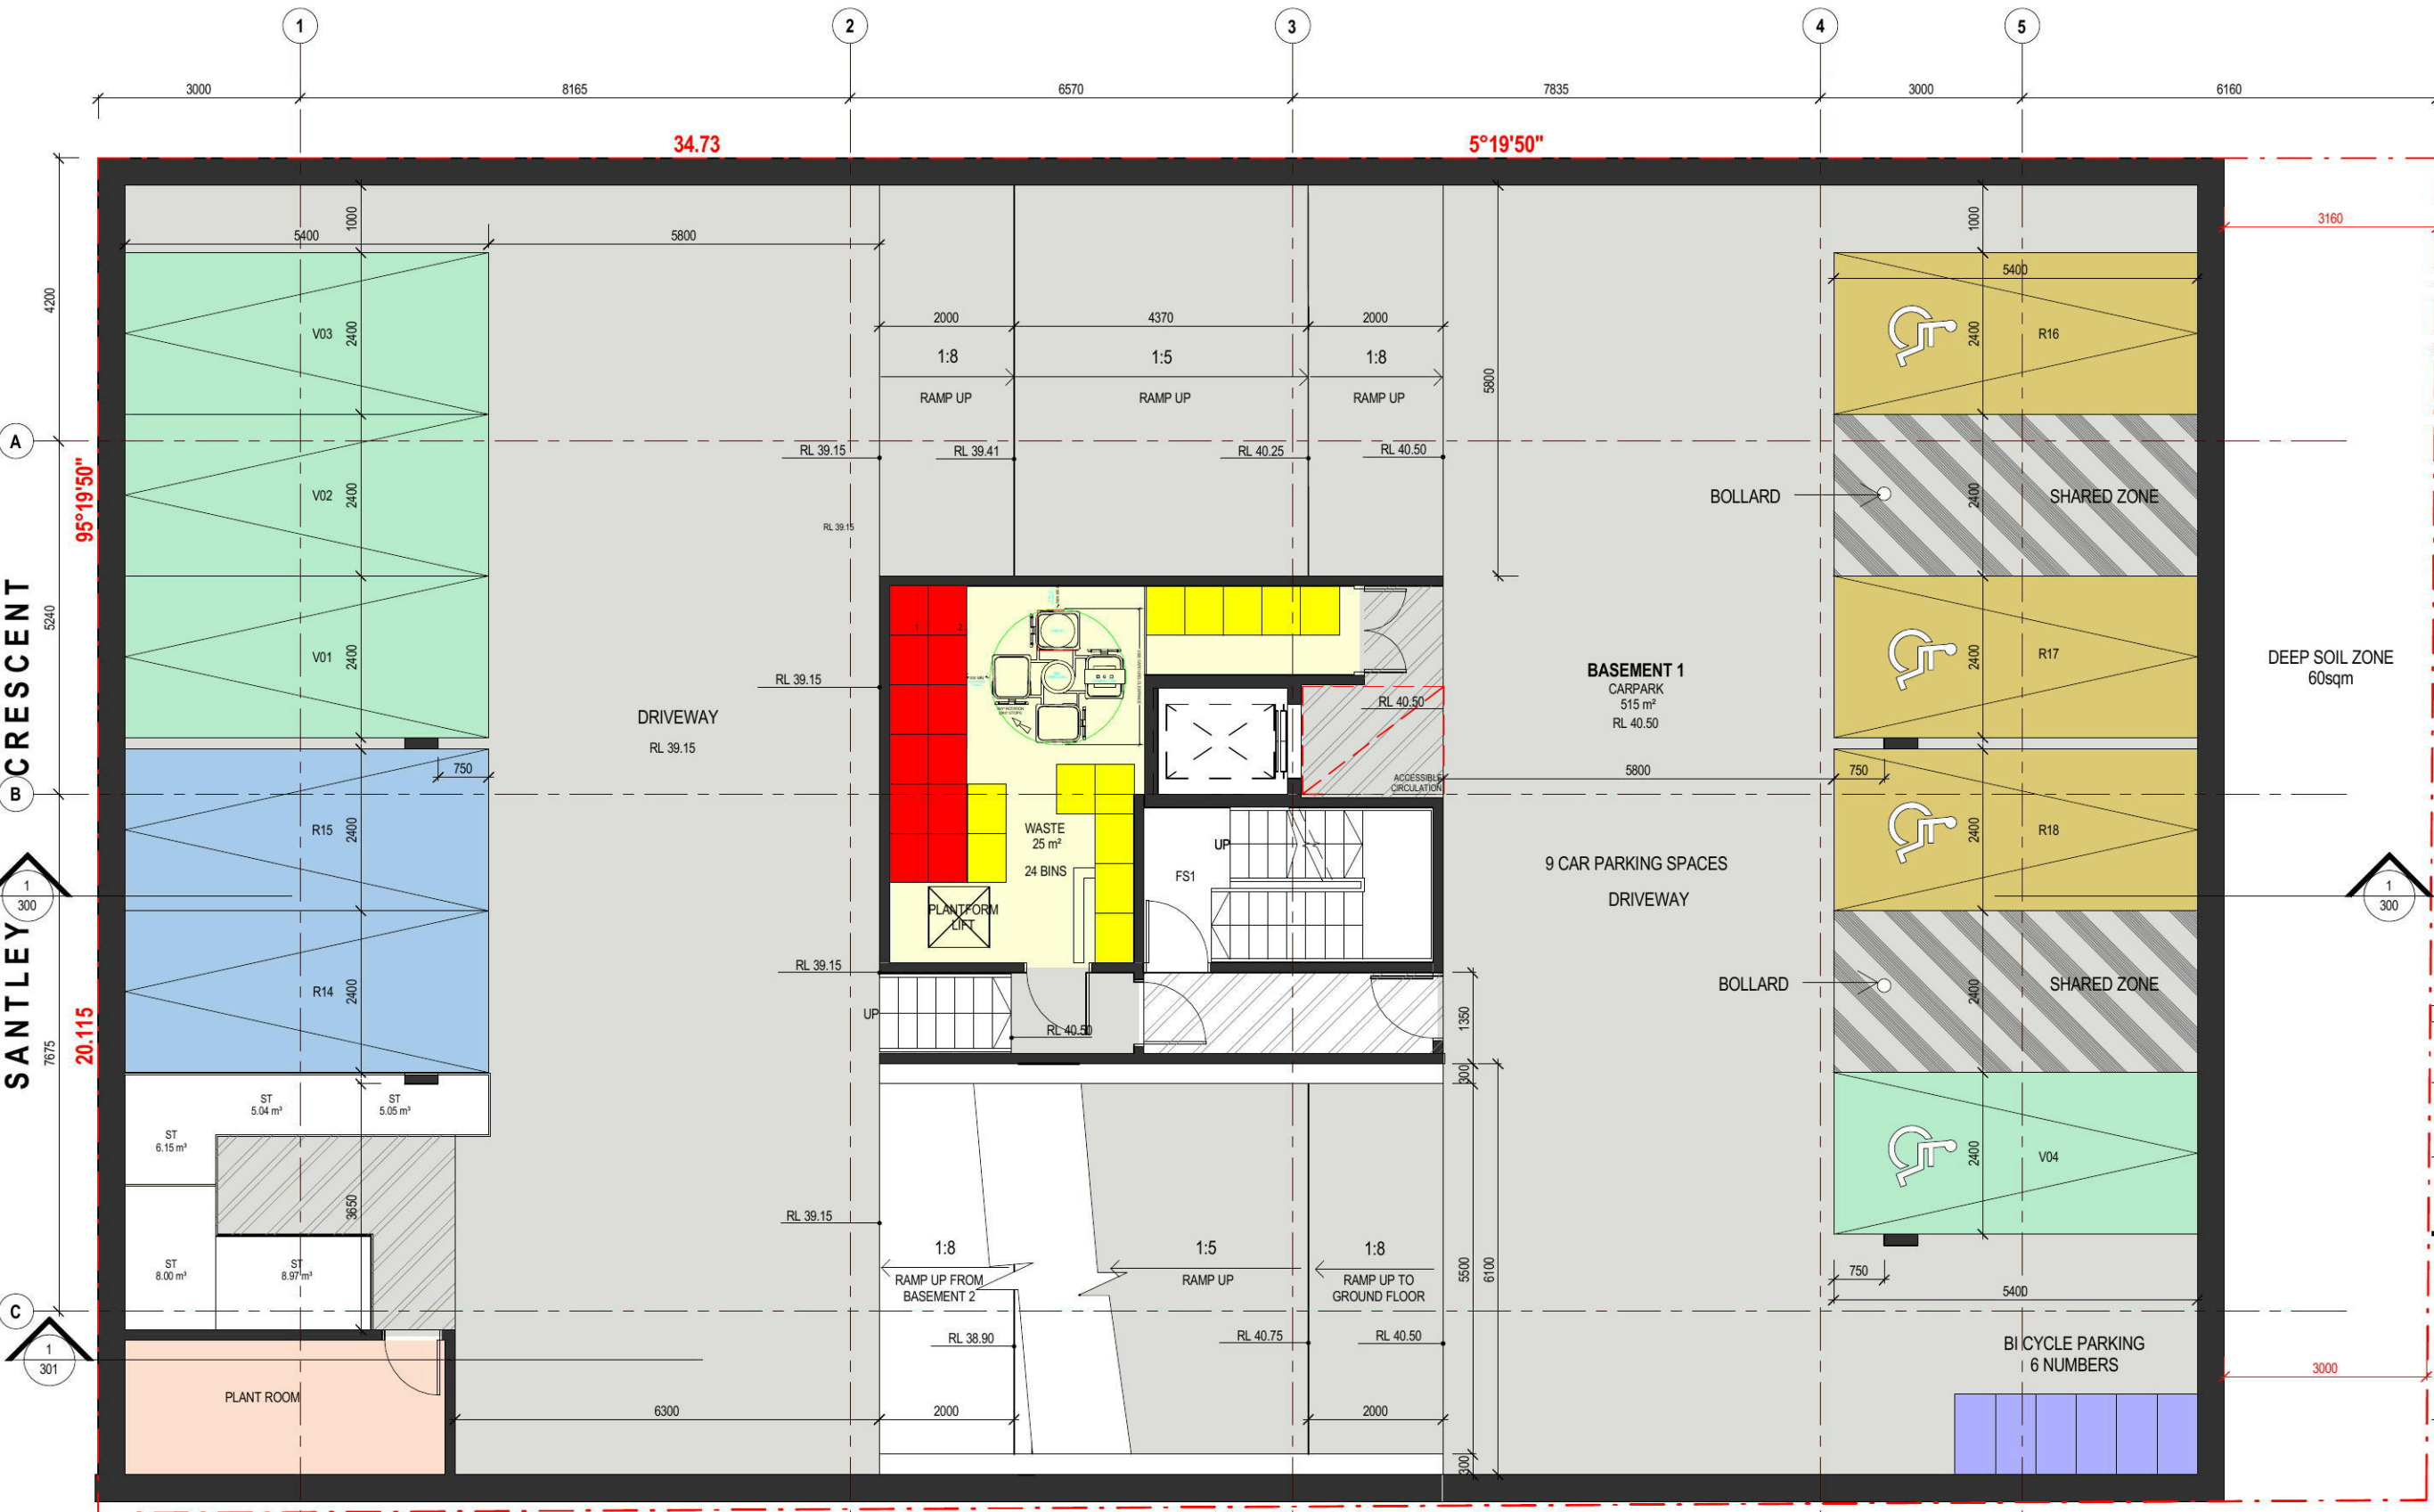 1
2
3
4
5
3000
8165
6570
7835
3000
6160
34.73
5°19'50"
3160
1000
5400
5800
1000
5400
4200
V03
2400
2000
4370
2000
1:8
1:5
1:8
RAMP UP
RAMP UP
RAMP UP
5800
2400
R16
A
RL 39.15
RL 39.41
RL 40.25
RL 40.50
95°19'50"
V02
2400
RL 39.15
BOLLARD
2400
SHARED ZONE
5240
V01
2400
1
2
RL 39.15
DRIVEWAY
RL 39.15
RL 40.50
BASEMENT 1
CARPARK
515 m²
RL 40.50
2400
R17
DEEP SOIL ZONE
60sqm
750
B
ACCESSIBLE
CIRCULATION
5800
750
R15
2400
WASTE
25 m²
24 BINS
UP
FS1
9 CAR PARKING SPACES
DRIVEWAY
2400
R18
1
300
1
300
PLANTFORM
LIFT
SANTLEY CRESCENT
20.115
7675
R14
2400
RL 39.15
UP
RL 40.50
1350
BOLLARD
2400
SHARED ZONE
300
ST
5.04 m³
ST
5.05 m³
ST
6.15 m³
3650
ST
8.00 m³
ST
8.97 m³
RL 39.15
1:8
RAMP UP FROM
BASEMENT 2
1:5
RAMP UP
1:8
RAMP UP TO
GROUND FLOOR
5500
6100
2400
V04
750
5400
C
RL 38.90
RL 40.75
RL 40.50
1
301
BICYCLE PARKING
6 NUMBERS
3000
PLANT ROOM
6300
2000
2000
300